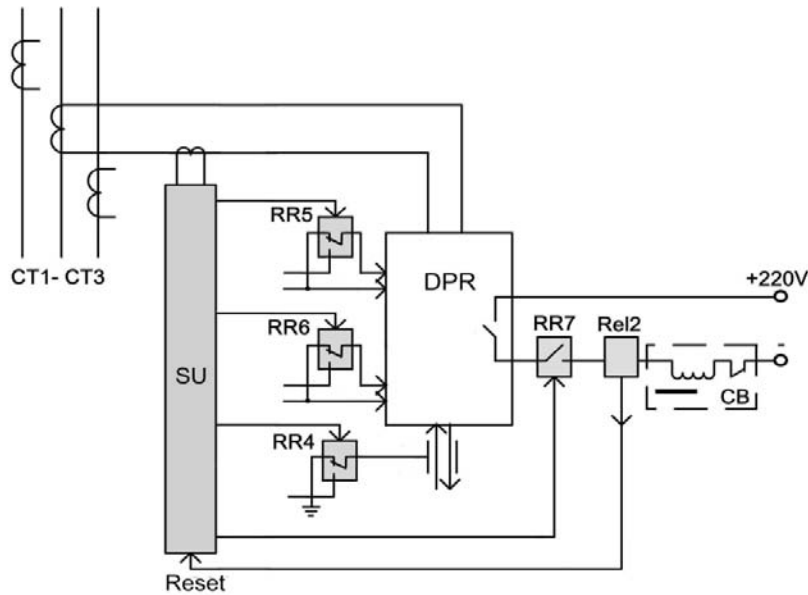 CT1- CT3
RR5
DPR
+220V
RR7
Rel2
RR6
-
SU
CB
RR4
Reset